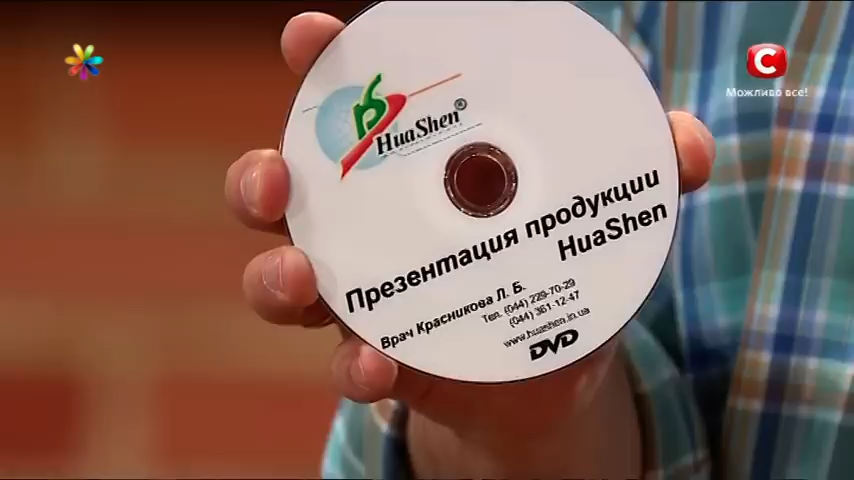 C
Можливо все!
HuaShen®
Презентация продукции
HuaShen
Врач Красникова Л. Б.
Тел. (044) 229-70-29
(044) 361-12-47
www.huashen.in.ua
DVD